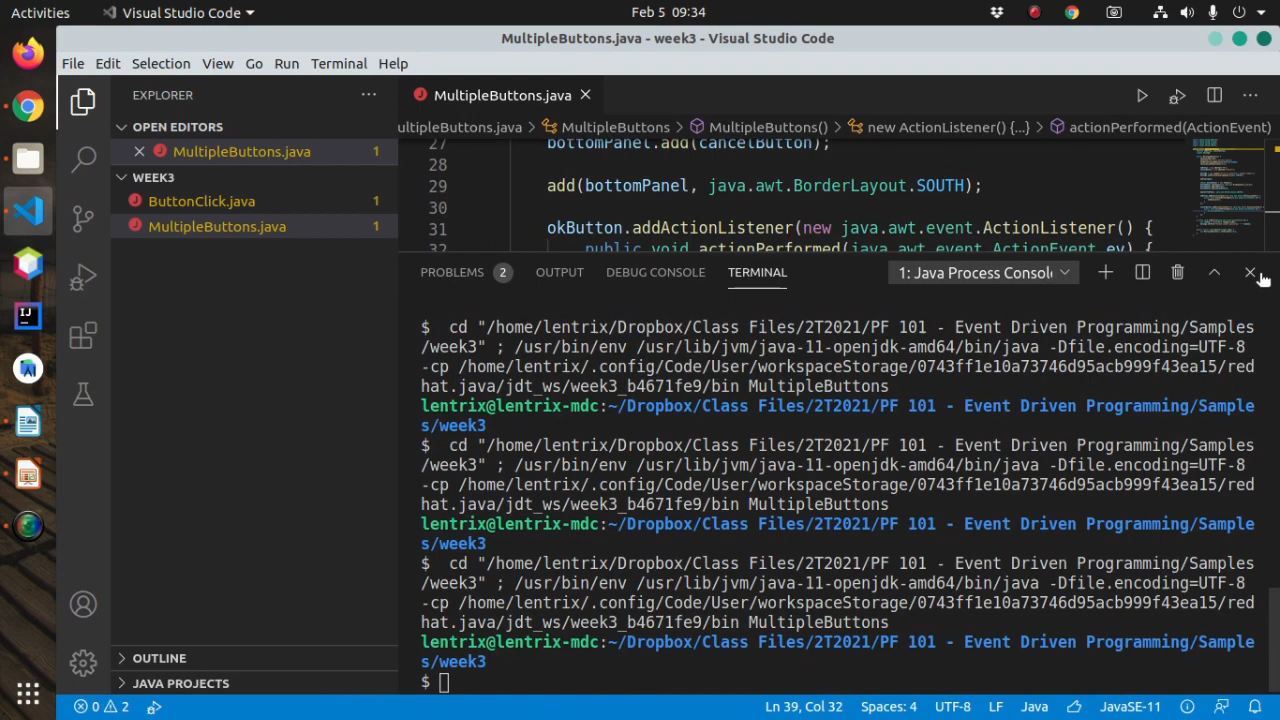 Activities
Visual Studio Code
Feb 5 09:34
MultipleButtons.java - week3 - Visual Studio Code
File Edit Selection View Go Run Terminal Help
EXPLORER
MultipleButtons.java
OPEN EDITORS
ultipleButtons.java MultipleButtons MultipleButtons() new ActionListener() {...} actionPerformed(ActionEvent)
MultipleButtons.java 1
WEEK3
ButtonClick.java 1
MultipleButtons.java 1
27 bottomPanel.add(cancelButton);
28
29 add(bottomPanel, java.awt.BorderLayout.SOUTH);
30
31 okButton.addActionListener(new java.awt.event.ActionListener() {
32 public void actionPerformed(java.awt.event.ActionEvent ev) {
PROBLEMS 2 OUTPUT DEBUG CONSOLE TERMINAL 1: Java Process Console
$ cd "/home/lentrix/Dropbox/Class Files/2T2021/PF 101 - Event Driven Programming/Samples
/week3" ; /usr/bin/env /usr/lib/jvm/java-11-openjdk-amd64/bin/java -Dfile.encoding=UTF-8
-cp /home/lentrix/.config/Code/User/workspaceStorage/0743ff1e10a73746d95acb999f43ea15/red
hat.java/jdt_ws/week3_b4671fe9/bin MultipleButtons
lentrix@lentrix-mdc:~/Dropbox/Class Files/2T2021/PF 101 - Event Driven Programming/Sample
s/week3
$ cd "/home/lentrix/Dropbox/Class Files/2T2021/PF 101 - Event Driven Programming/Samples
/week3" ; /usr/bin/env /usr/lib/jvm/java-11-openjdk-amd64/bin/java -Dfile.encoding=UTF-8
-cp /home/lentrix/.config/Code/User/workspaceStorage/0743ff1e10a73746d95acb999f43ea15/red
hat.java/jdt_ws/week3_b4671fe9/bin MultipleButtons
lentrix@lentrix-mdc:~/Dropbox/Class Files/2T2021/PF 101 - Event Driven Programming/Sample
s/week3
$ cd "/home/lentrix/Dropbox/Class Files/2T2021/PF 101 - Event Driven Programming/Samples
/week3" ; /usr/bin/env /usr/lib/jvm/java-11-openjdk-amd64/bin/java -Dfile.encoding=UTF-8
-cp /home/lentrix/.config/Code/User/workspaceStorage/0743ff1e10a73746d95acb999f43ea15/red
hat.java/jdt_ws/week3_b4671fe9/bin MultipleButtons
lentrix@lentrix-mdc:~/Dropbox/Class Files/2T2021/PF 101 - Event Driven Programming/Sample
s/week3
$
OUTLINE
JAVA PROJECTS
0 2 Ln 39, Col 32 Spaces: 4 UTF-8 LF Java JavaSE-11